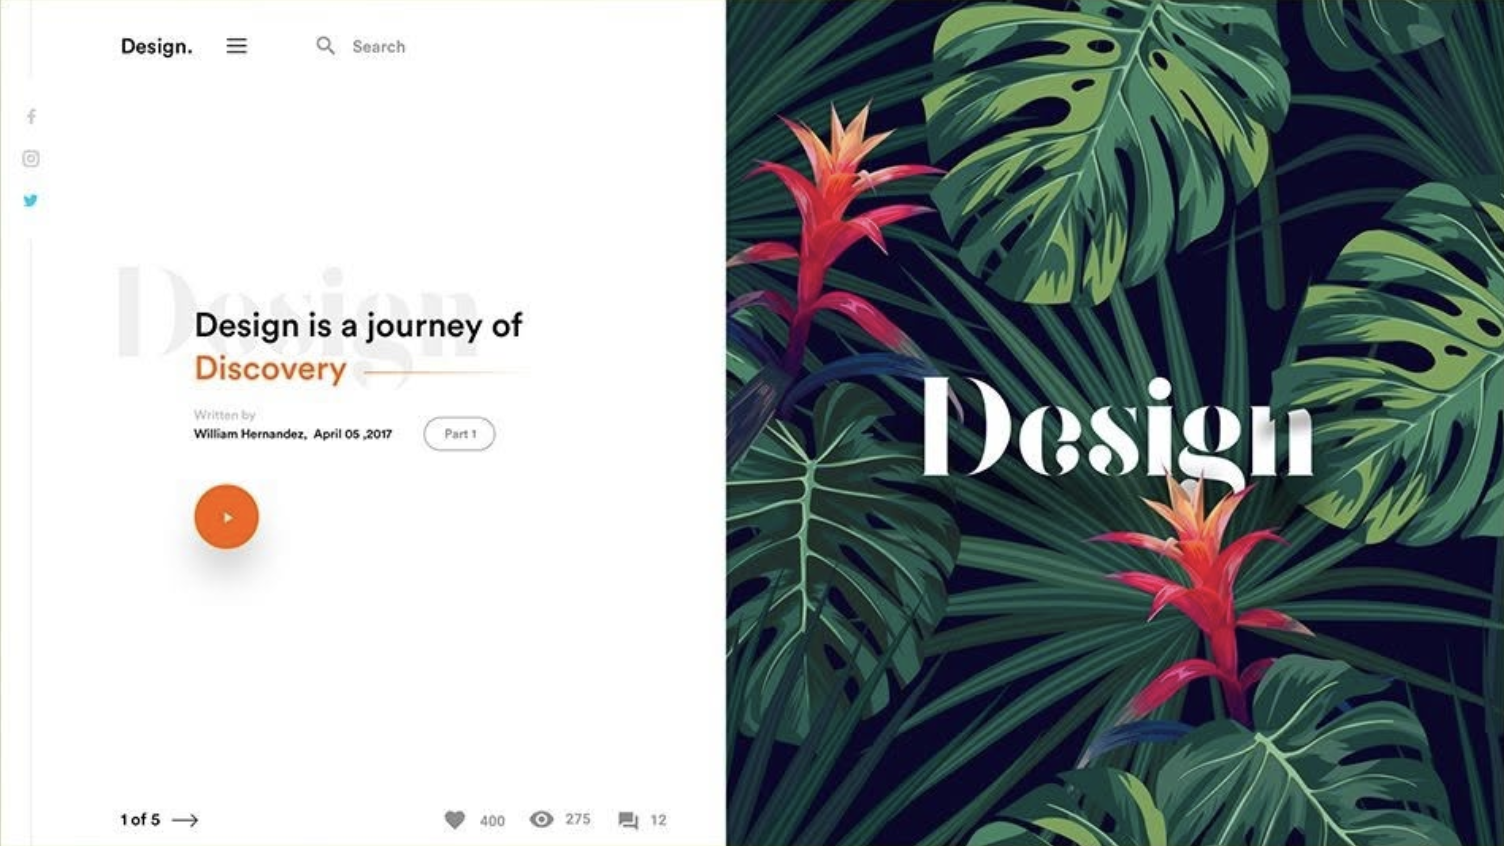 Design.
Search
Design
Design is a journey of
Discovery
Written by
William Hernandez, April 05 ,2017
Part 1
1 of 5
400
275
12
Design